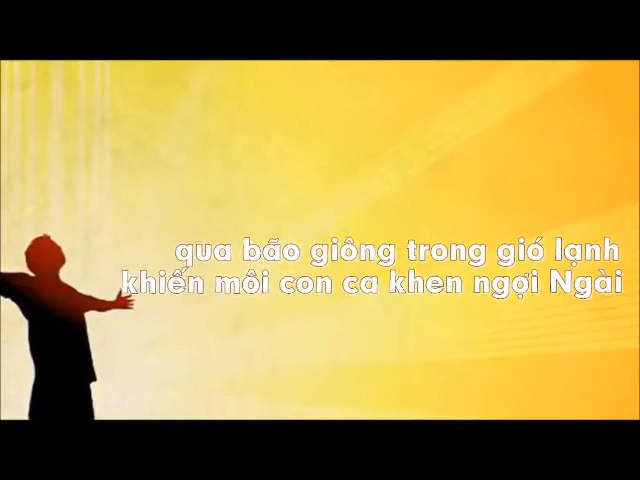 qua bão giông trong gió lạnh
khiến môi con ca khen ngợi Ngài